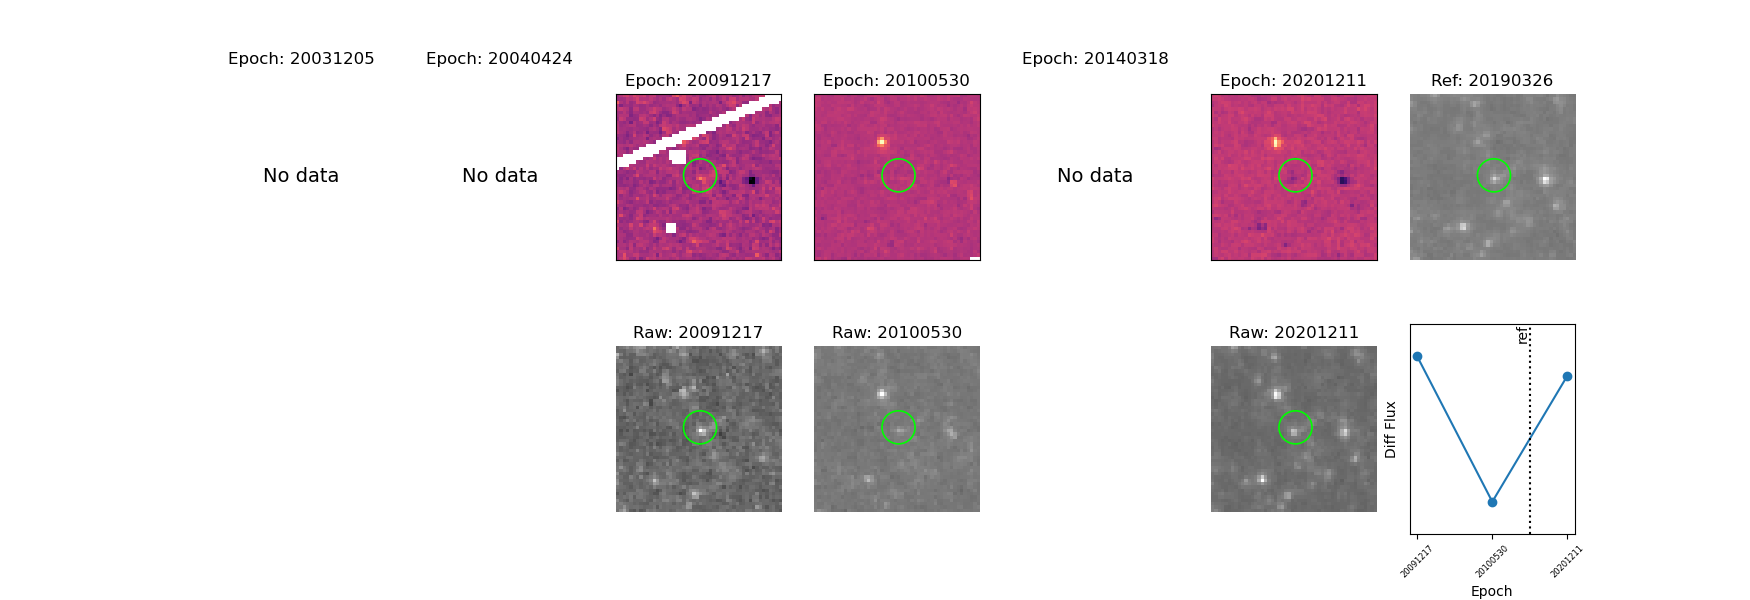 Epoch: 20031205
Epoch: 20040424
Epoch: 20140318
Epoch: 20091217
Epoch: 20100530
Epoch: 20201211
Ref: 20190326
No data
No data
No data
Raw: 20091217
Raw: 20100530
Raw: 20201211
ref
Diff Flux
20091217
20100530
20201211
Epoch